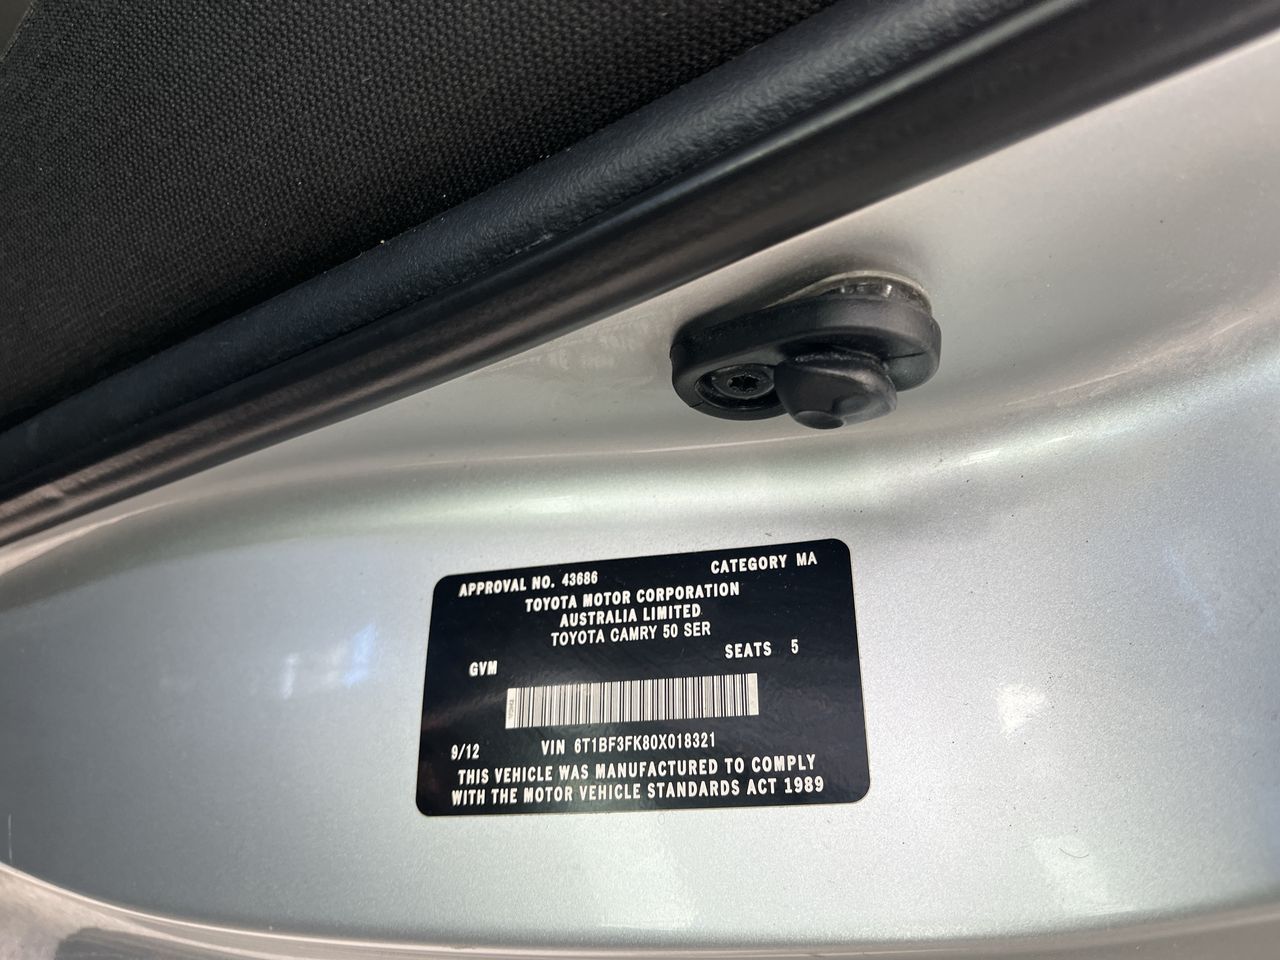 APPROVAL NO. 43686 CATEGORY MA
TOYOTA MOTOR CORPORATION
AUSTRALIA LIMITED
TOYOTA CAMRY 50 SER
GVM SEATS 5
9/12 VIN 6T1BF3FK80X018321
THIS VEHICLE WAS MANUFACTURED TO COMPLY
WITH THE MOTOR VEHICLE STANDARDS ACT 1989